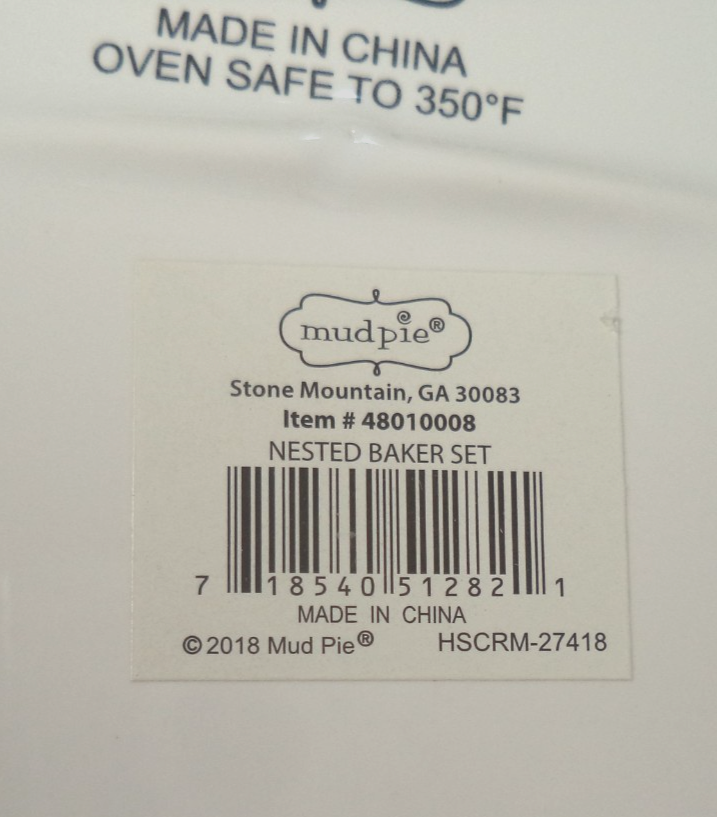 MADE IN CHINA
OVEN SAFE TO 350°F
mudpie®
Stone Mountain, GA 30083
Item # 48010008
NESTED BAKER SET
7 18540 51282 1
MADE IN CHINA
©2018 Mud Pie® HSCRM-27418